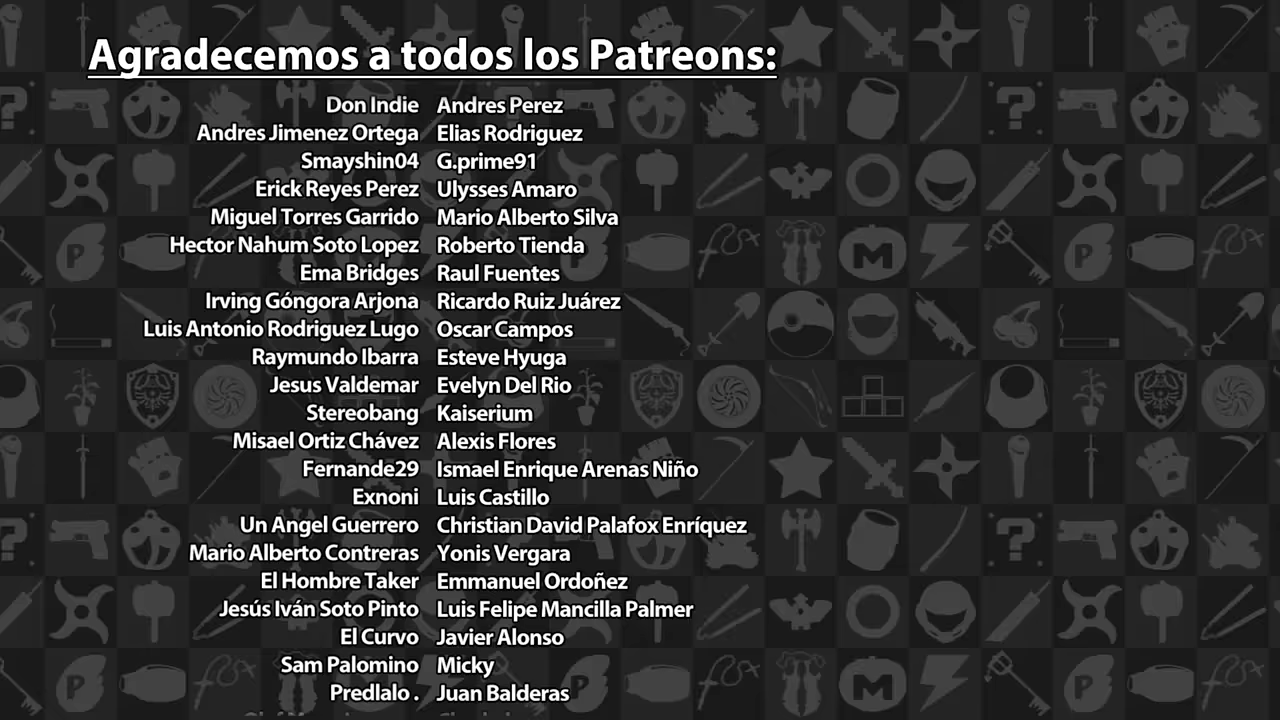 Agradecemos a todos los Patreons:
Don Indie Andres Perez
Andres Jimenez Ortega Elias Rodriguez
Smayshin04 G.prime91
Erick Reyes Perez Ulysses Amaro
Miguel Torres Garrido Mario Alberto Silva
Hector Nahum Soto Lopez Roberto Tienda
Ema Bridges Raul Fuentes
Irving Góngora Arjona Ricardo Ruiz Juárez
Luis Antonio Rodriguez Lugo Oscar Campos
Raymundo Ibarra Esteve Hyuga
Jesus Valdemar Evelyn Del Rio
Stereobang Kaiserium
Misael Ortiz Chávez Alexis Flores
Fernande29 Ismael Enrique Arenas Niño
Exnoni Luis Castillo
Un Angel Guerrero Christian David Palafox Enríquez
Mario Alberto Contreras Yonis Vergara
El Hombre Taker Emmanuel Ordoñez
Jesús Iván Soto Pinto Luis Felipe Mancilla Palmer
El Curvo Javier Alonso
Sam Palomino Micky
Predlalo . Juan Balderas